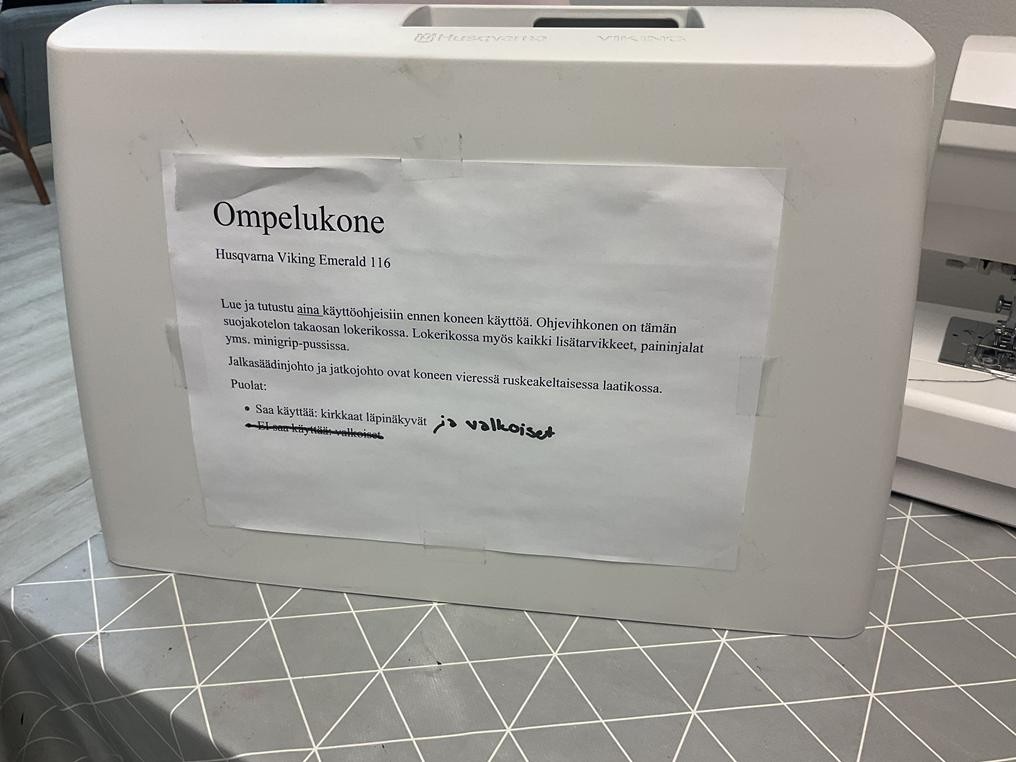 Husqvarna VIKING
Ompelukone
Husqvarna Viking Emerald 116
Lue ja tutustu aina käyttöohjeisiin ennen koneen käyttöä. Ohjevihkonen on tämän
suojakotelon takaosan lokerikossa. Lokerikossa myös kaikki lisätarvikkeet, paininjalat
yms. minigrip-pussissa.
Jalkasäädinjohto ja jatkojohto ovat koneen vieressä ruskeakeltaisessa laatikossa.
Puolat:
• Saa käyttää: kirkkaat läpinäkyvät ja valkoiset
• EI saa käyttää: valkoiset